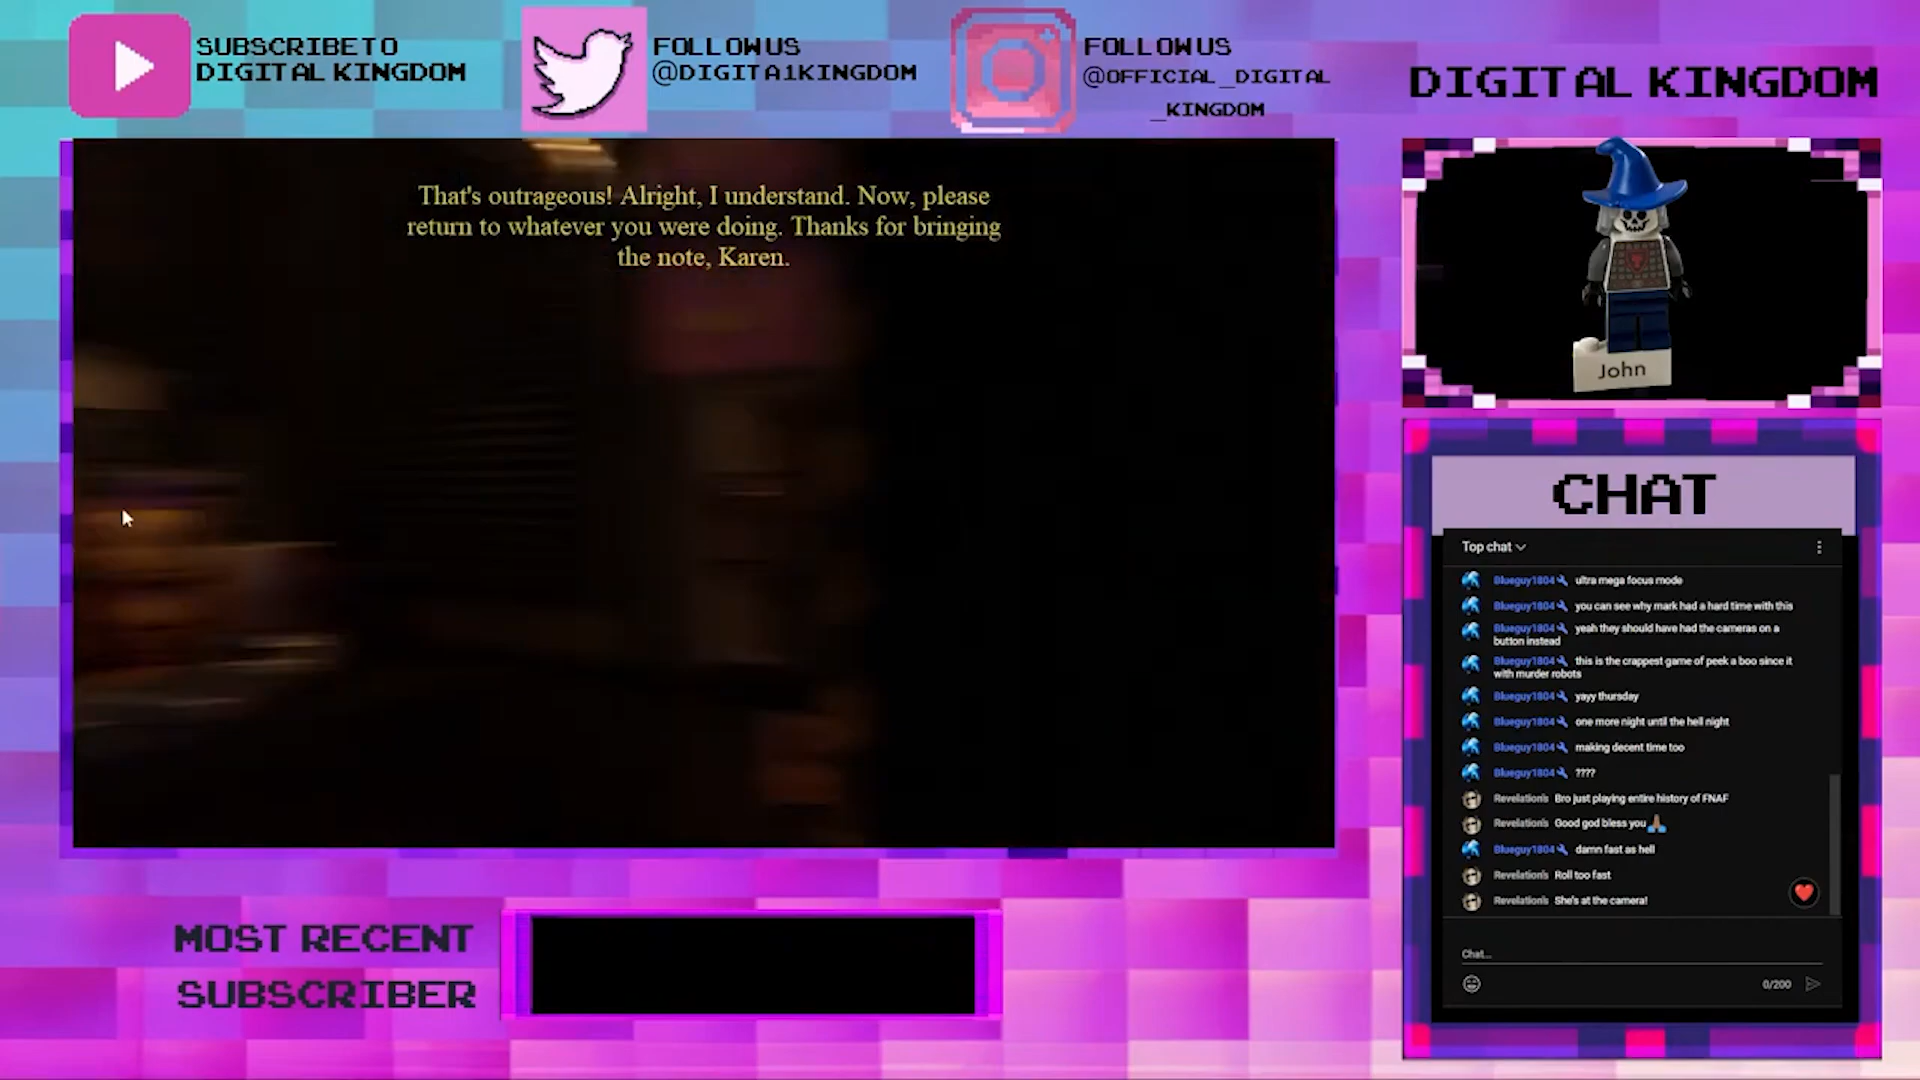 SUBSCRIBE TO
DIGITAL KINGDOM
FOLLOW US
@DIGITA1KINGDOM
FOLLOW US
@OFFICIAL_DIGITAL
_KINGDOM
DIGITAL KINGDOM
That's outrageous! Alright, I understand. Now, please
return to whatever you were doing. Thanks for bringing
the note, Karen.
John
CHAT
Top chat
Blueguy1804 ultra mega focus mode
Blueguy1804 you can see why mark had a hard time with this
Blueguy1804 yeah they should have had the cameras on a
button instead
Blueguy1804 this is the crappest game of peek a boo since it
with murder robots
Blueguy1804 yayy thursday
Blueguy1804 one more night until the hell night
Blueguy1804 making decent time too
Blueguy1804 ????
Revelation's Bro just playing entire history of FNAF
Revelation's Good god bless you 🙏🏽
Blueguy1804 damn fast as hell
Revelation's Roll too fast
Revelation's She's at the camera!
Chat...
0/200
MOST RECENT
SUBSCRIBER